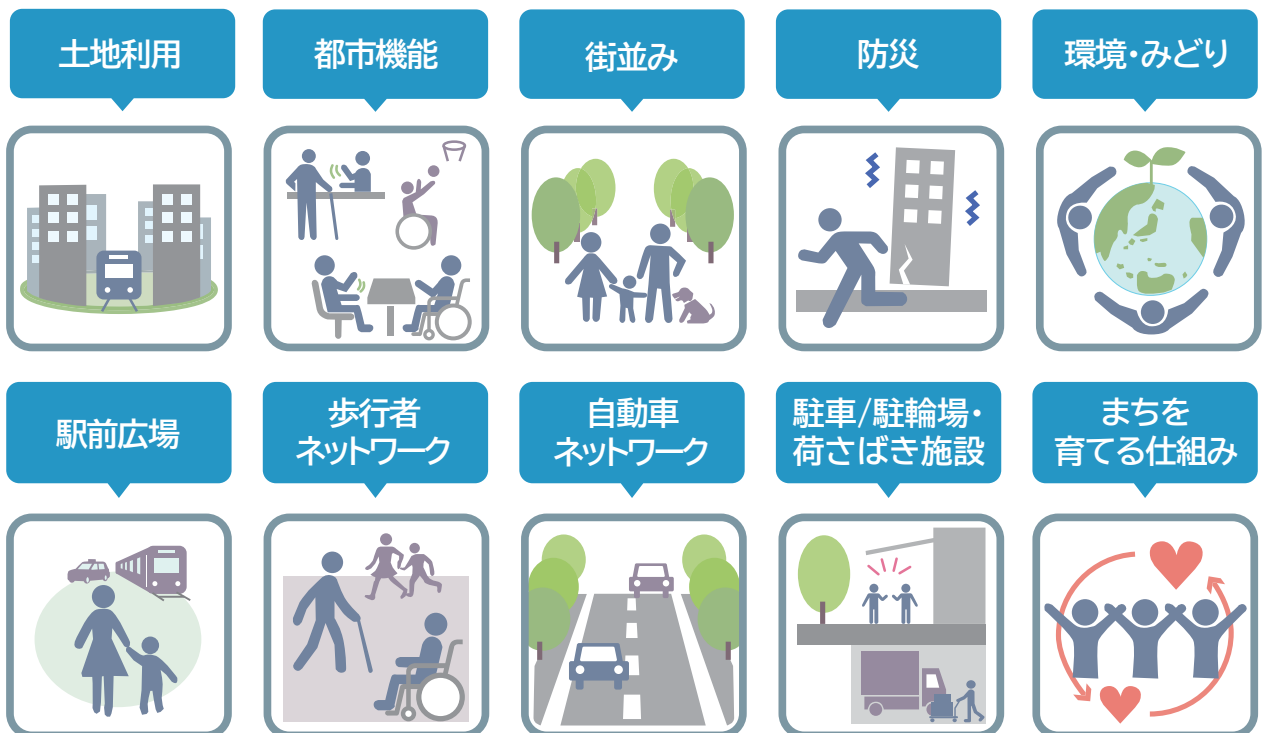 土地利用
都市機能
街並み
防災
環境・みどり
駅前広場
歩行者
ネットワーク
自動車
ネットワーク
駐車/駐輪場・
荷さばき施設
まちを
育てる仕組み